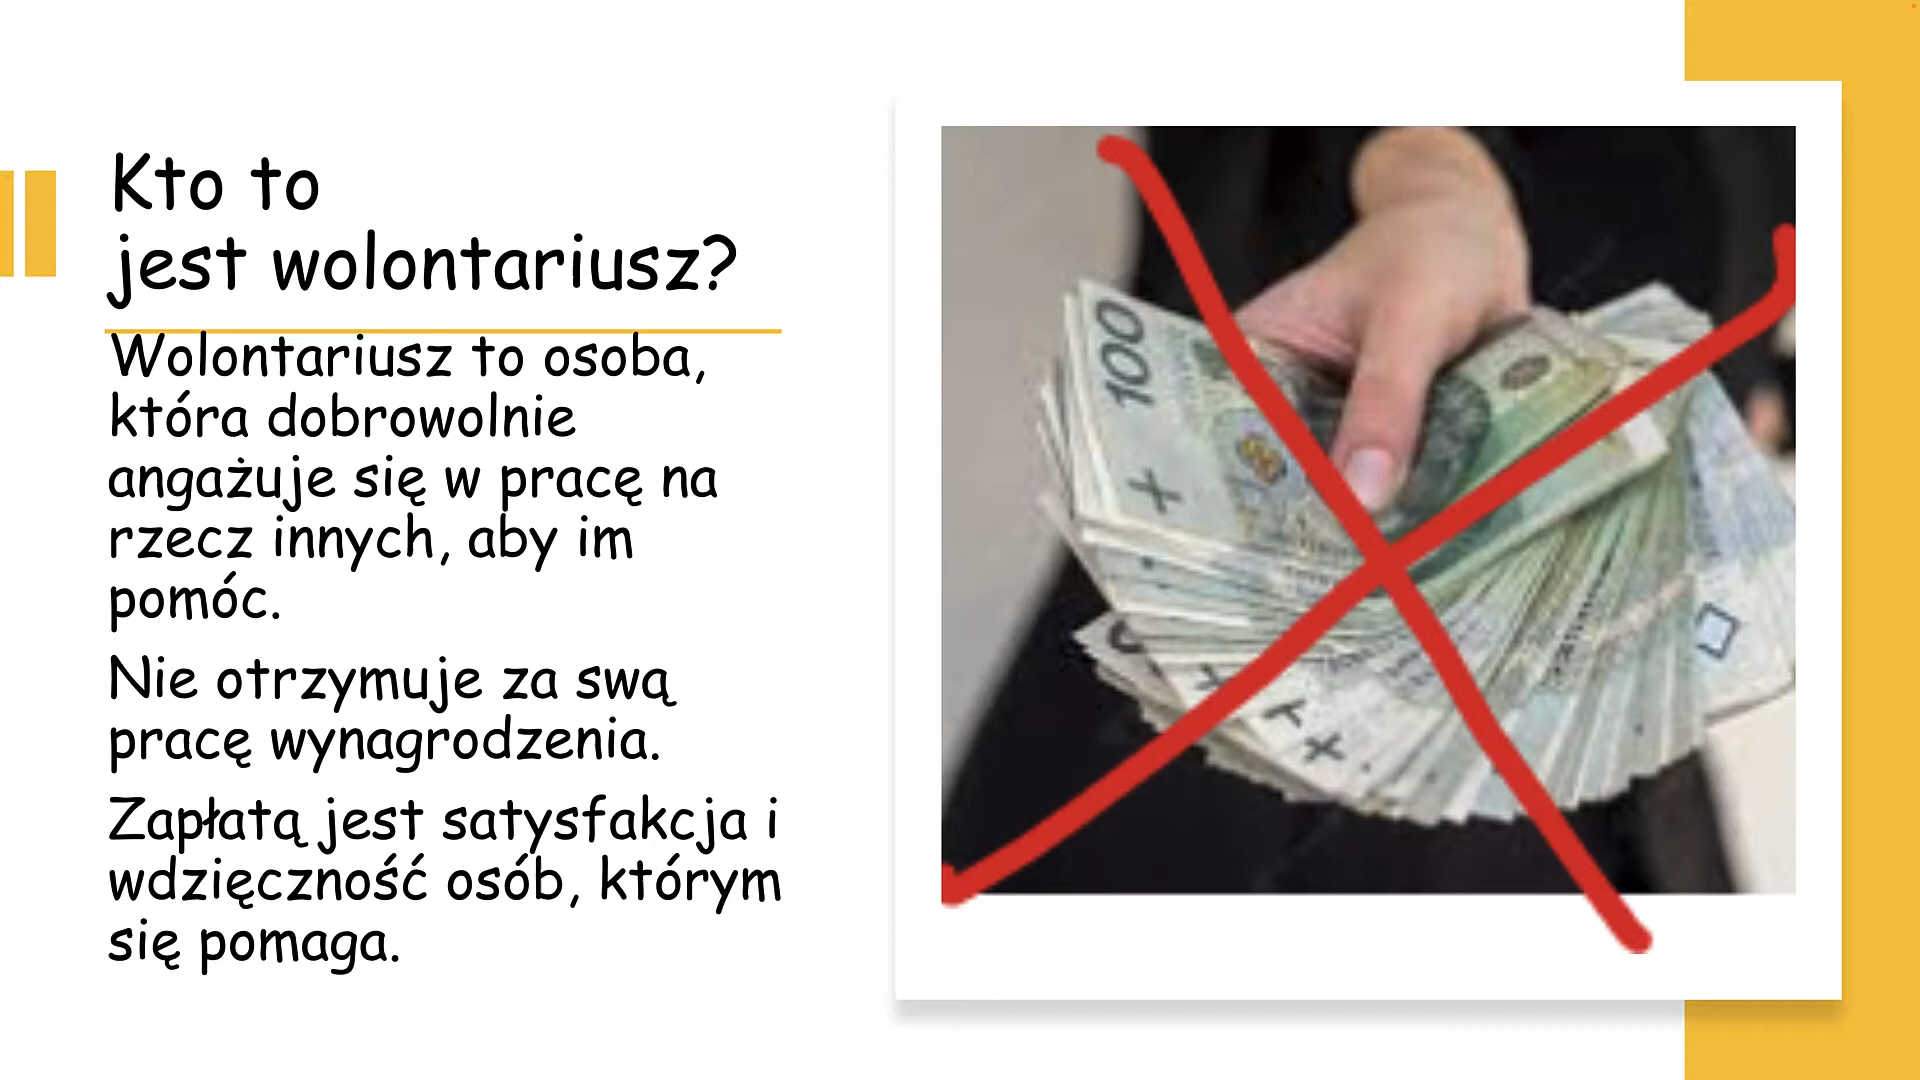 Kto to
jest wolontariusz?
Wolontariusz to osoba,
która dobrowolnie
angażuje się w pracę na
rzecz innych, aby im
pomóc.
Nie otrzymuje za swą
pracę wynagrodzenia.
Zapłatą jest satysfakcja i
wdzięczność osób, którym
się pomaga.
100